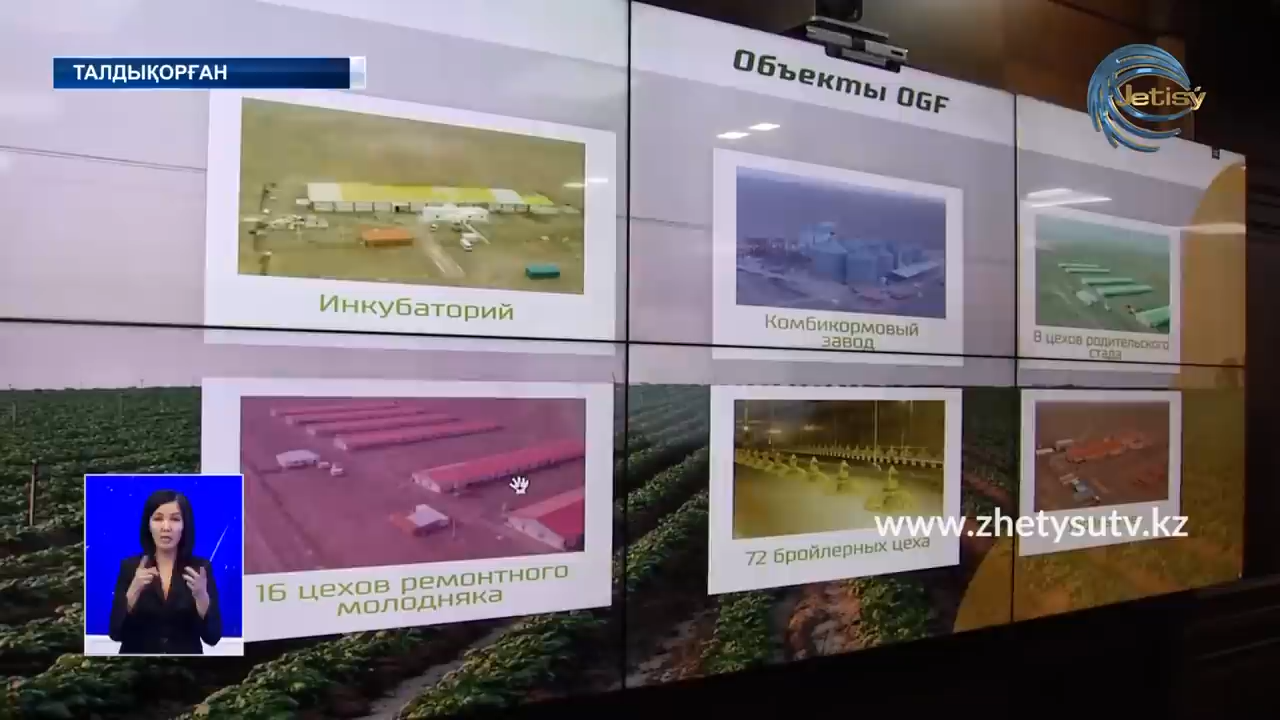 ТАЛДЫҚОРҒАН
Jetisý
Объекты OGF
Инкубаторий
Комбикормовый
завод
8 цехов родительского
стада
16 цехов ремонтного
молодняка
72 бройлерных цеха
www.zhetysutv.kz